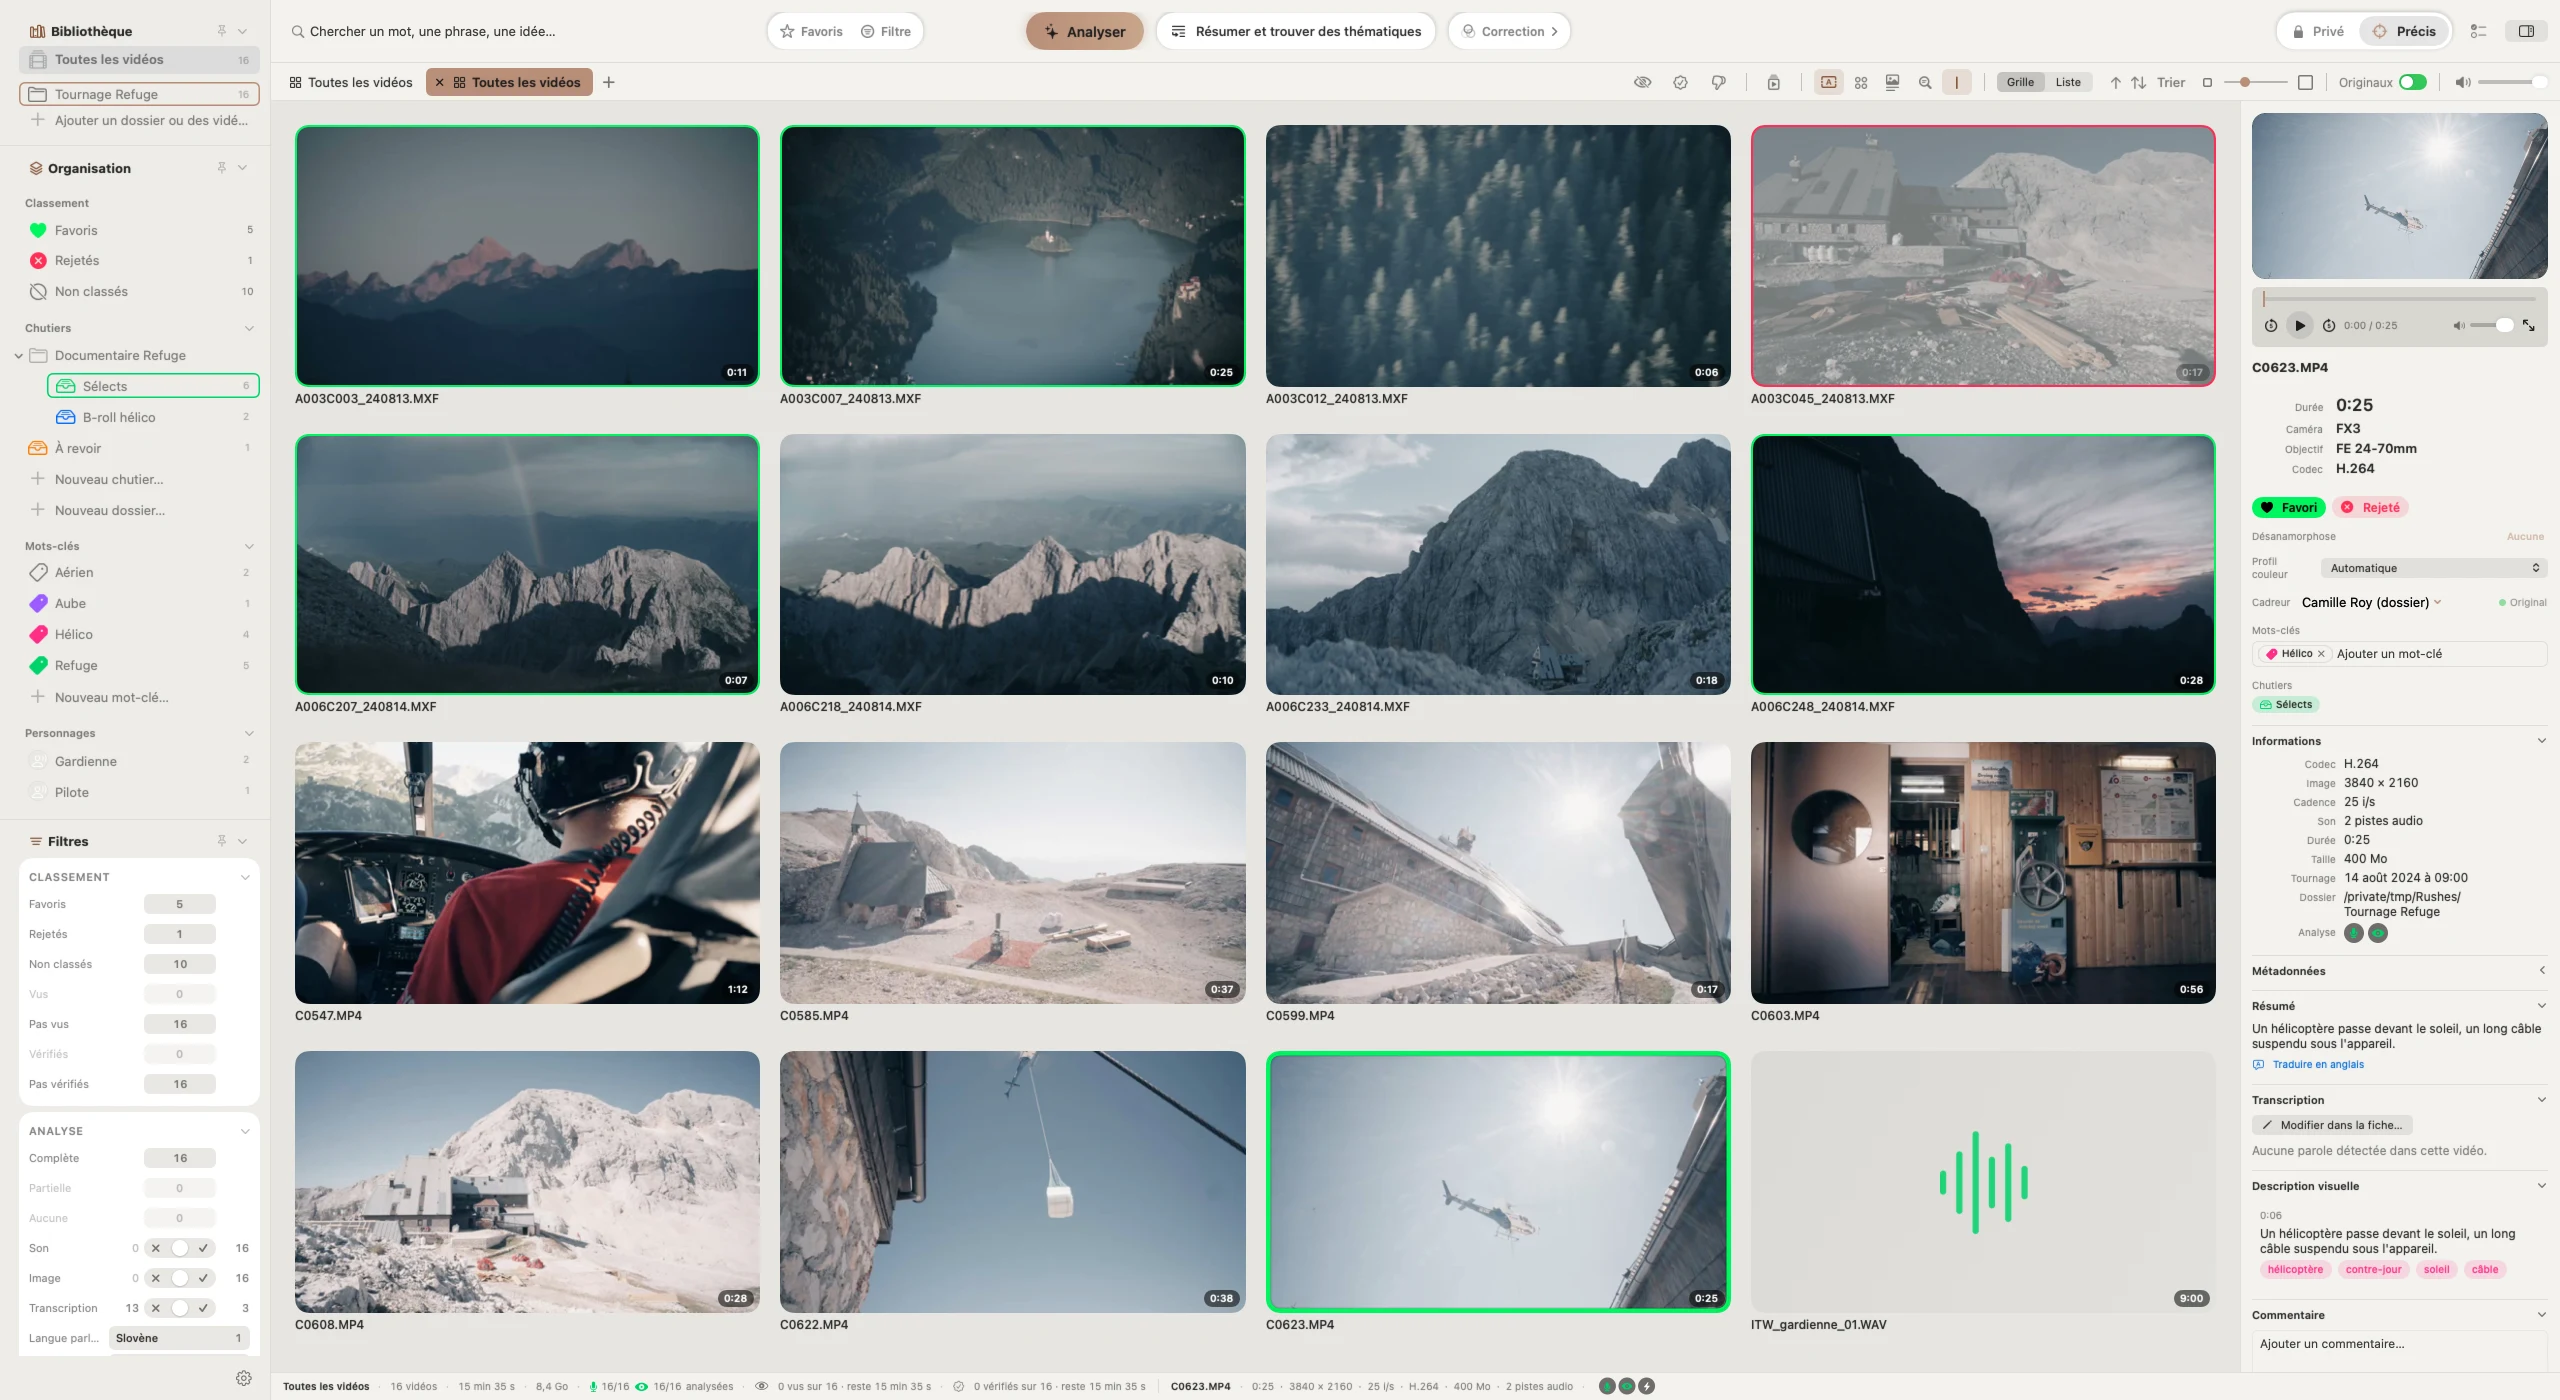 Bibliothèque
Toutes les vidéos 16
Tournage Refuge 16
Ajouter un dossier ou des vidé...
Organisation
Classement
Favoris 5
Rejetés 1
Non classés 10
Chutiers
Documentaire Refuge
Sélects 6
B-roll hélico 2
À revoir 1
Nouveau chutier...
Nouveau dossier...
Mots-clés
Aérien 2
Aube 1
Hélico 4
Refuge 5
Nouveau mot-clé...
Personnages
Gardienne 2
Pilote 1
Filtres
CLASSEMENT
Favoris 5
Rejetés 1
Non classés 10
Vus 0
Pas vus 16
Vérifiés 0
Pas vérifiés 16
ANALYSE
Complète 16
Partielle 0
Aucune 0
Son 0 16
Image 0 16
Transcription 13 3
Langue parl... Slovène 1
Chercher un mot, une phrase, une idée...
Favoris Filtre
Analyser
Résumer et trouver des thématiques
Correction
Privé Précis
Toutes les vidéos
Toutes les vidéos
Grille Liste
Trier
Originaux
0:11
A003C003_240813.MXF
0:25
A003C007_240813.MXF
0:06
A003C012_240813.MXF
0:17
A003C045_240813.MXF
0:07
A006C207_240814.MXF
0:10
A006C218_240814.MXF
0:18
A006C233_240814.MXF
0:28
A006C248_240814.MXF
1:12
C0547.MP4
0:37
C0585.MP4
0:17
C0599.MP4
0:56
C0603.MP4
0:28
C0608.MP4
0:38
C0622.MP4
0:25
C0623.MP4
9:00
ITW_gardienne_01.WAV
0:00 / 0:25
C0623.MP4
Durée 0:25
Caméra FX3
Objectif FE 24-70mm
Codec H.264
Favori Rejeté
Désanamorphose Aucune
Profil couleur Automatique
Cadreur Camille Roy (dossier) Original
Mots-clés
Hélico Ajouter un mot-clé
Chutiers
Sélects
Informations
Codec H.264
Image 3840 × 2160
Cadence 25 i/s
Son 2 pistes audio
Durée 0:25
Taille 400 Mo
Tournage 14 août 2024 à 09:00
Dossier /private/tmp/Rushes/
Tournage Refuge
Analyse
Métadonnées
Résumé
Un hélicoptère passe devant le soleil, un long câble
suspendu sous l'appareil.
Traduire en anglais
Transcription
Modifier dans la fiche...
Aucune parole détectée dans cette vidéo.
Description visuelle
0:06
Un hélicoptère passe devant le soleil, un long
câble suspendu sous l'appareil.
hélicoptère contre-jour soleil câble
Commentaire
Ajouter un commentaire...
Toutes les vidéos · 16 vidéos · 15 min 35 s · 8,4 Go · 16/16 16/16 analysées · 0 vus sur 16 · reste 15 min 35 s · 0 vérifiés sur 16 · reste 15 min 35 s
C0623.MP4 · 0:25 · 3840 × 2160 · 25 i/s · H.264 · 400 Mo · 2 pistes audio